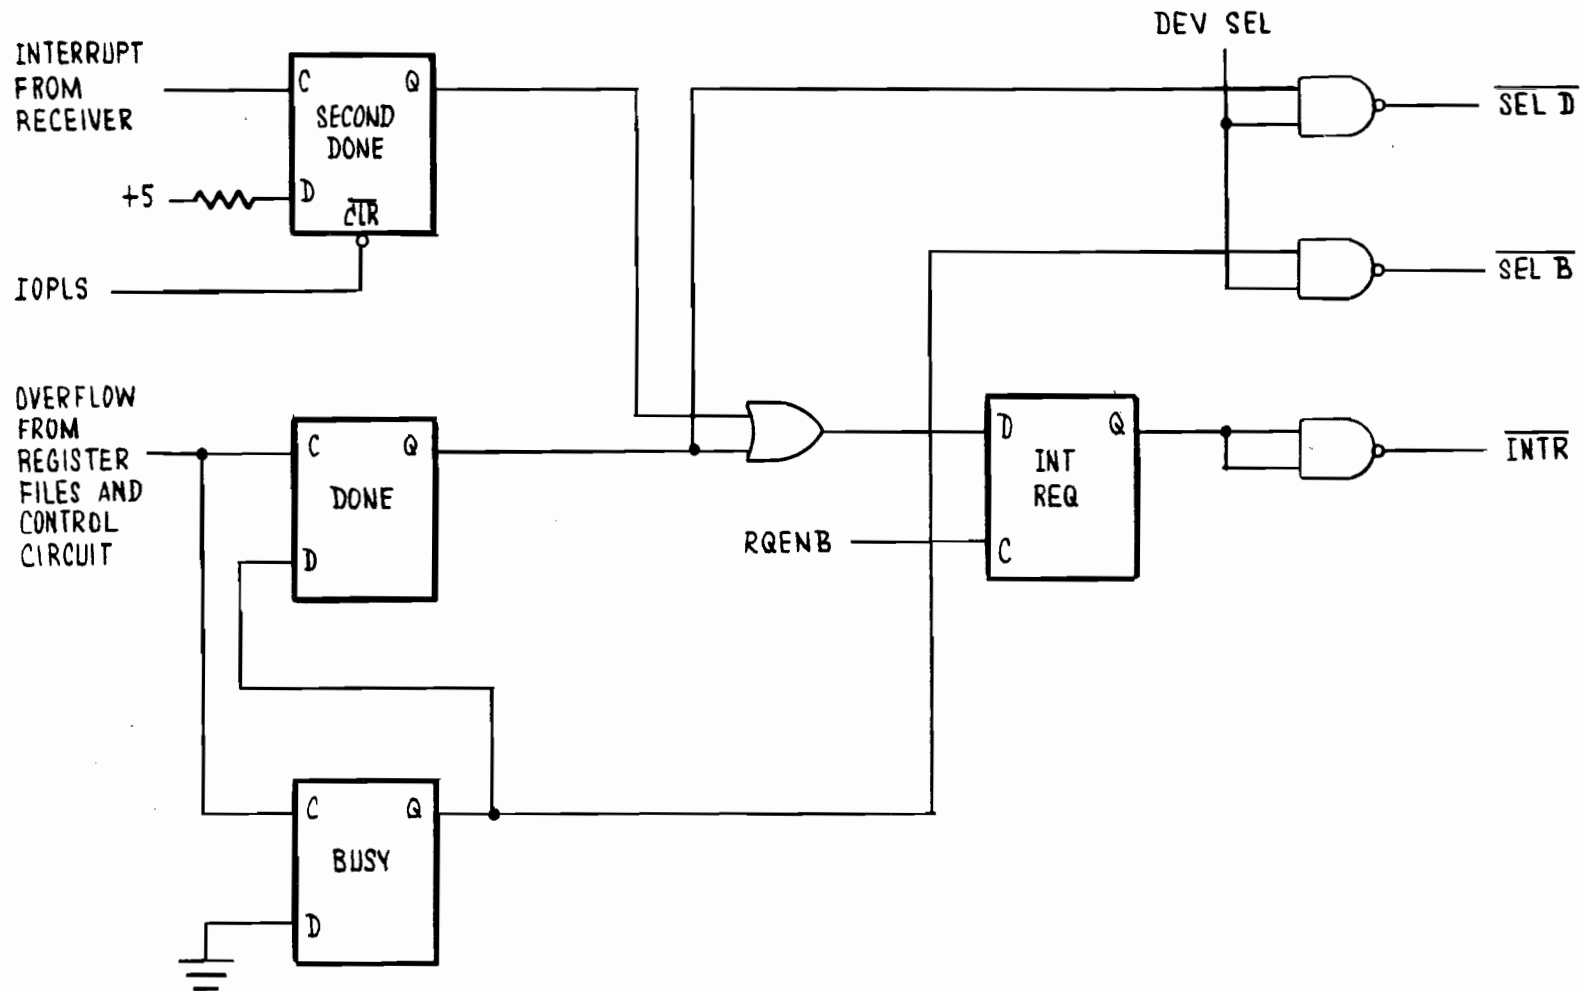 DEV SEL
INTERRUPT
FROM
RECEIVER
C
Q
SECOND
DONE
D
CLR
+5
IOPLS
SEL D
SEL B
OVERFLOW
FROM
REGISTER
FILES AND
CONTROL
CIRCUIT
C
Q
DONE
D
D
Q
INT
REQ
C
RQENB
INTR
C
Q
BUSY
D